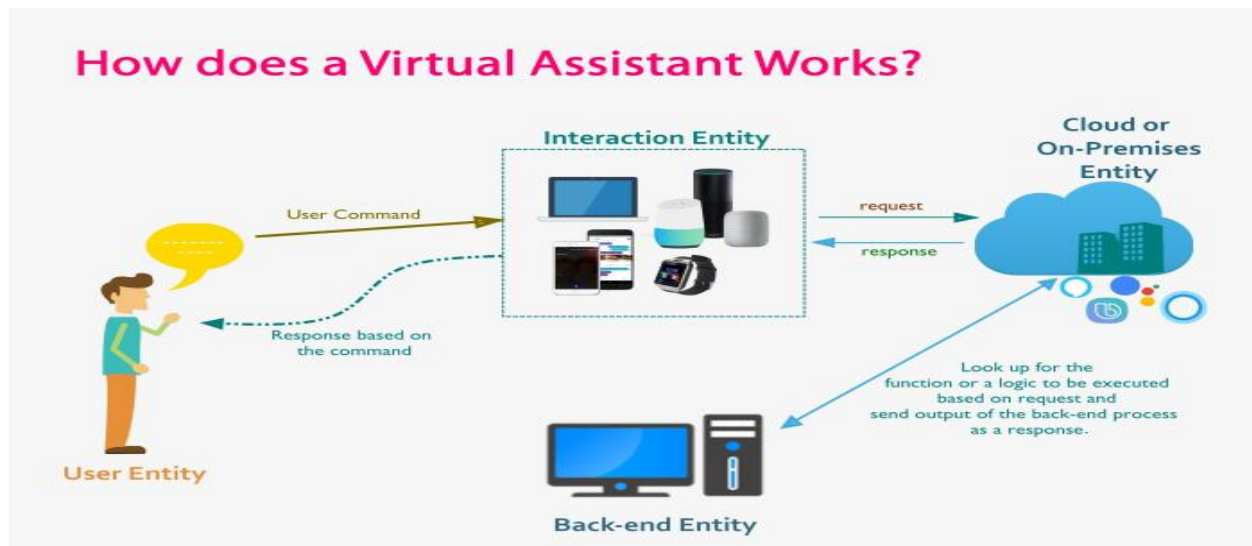 How does a Virtual Assistant Works?
Interaction Entity
Cloud or
On-Premises
Entity
User Command
request
response
Response based on
the command
Look up for the
function or a logic to be executed
based on request and
send output of the back-end process
as a response.
User Entity
Back-end Entity